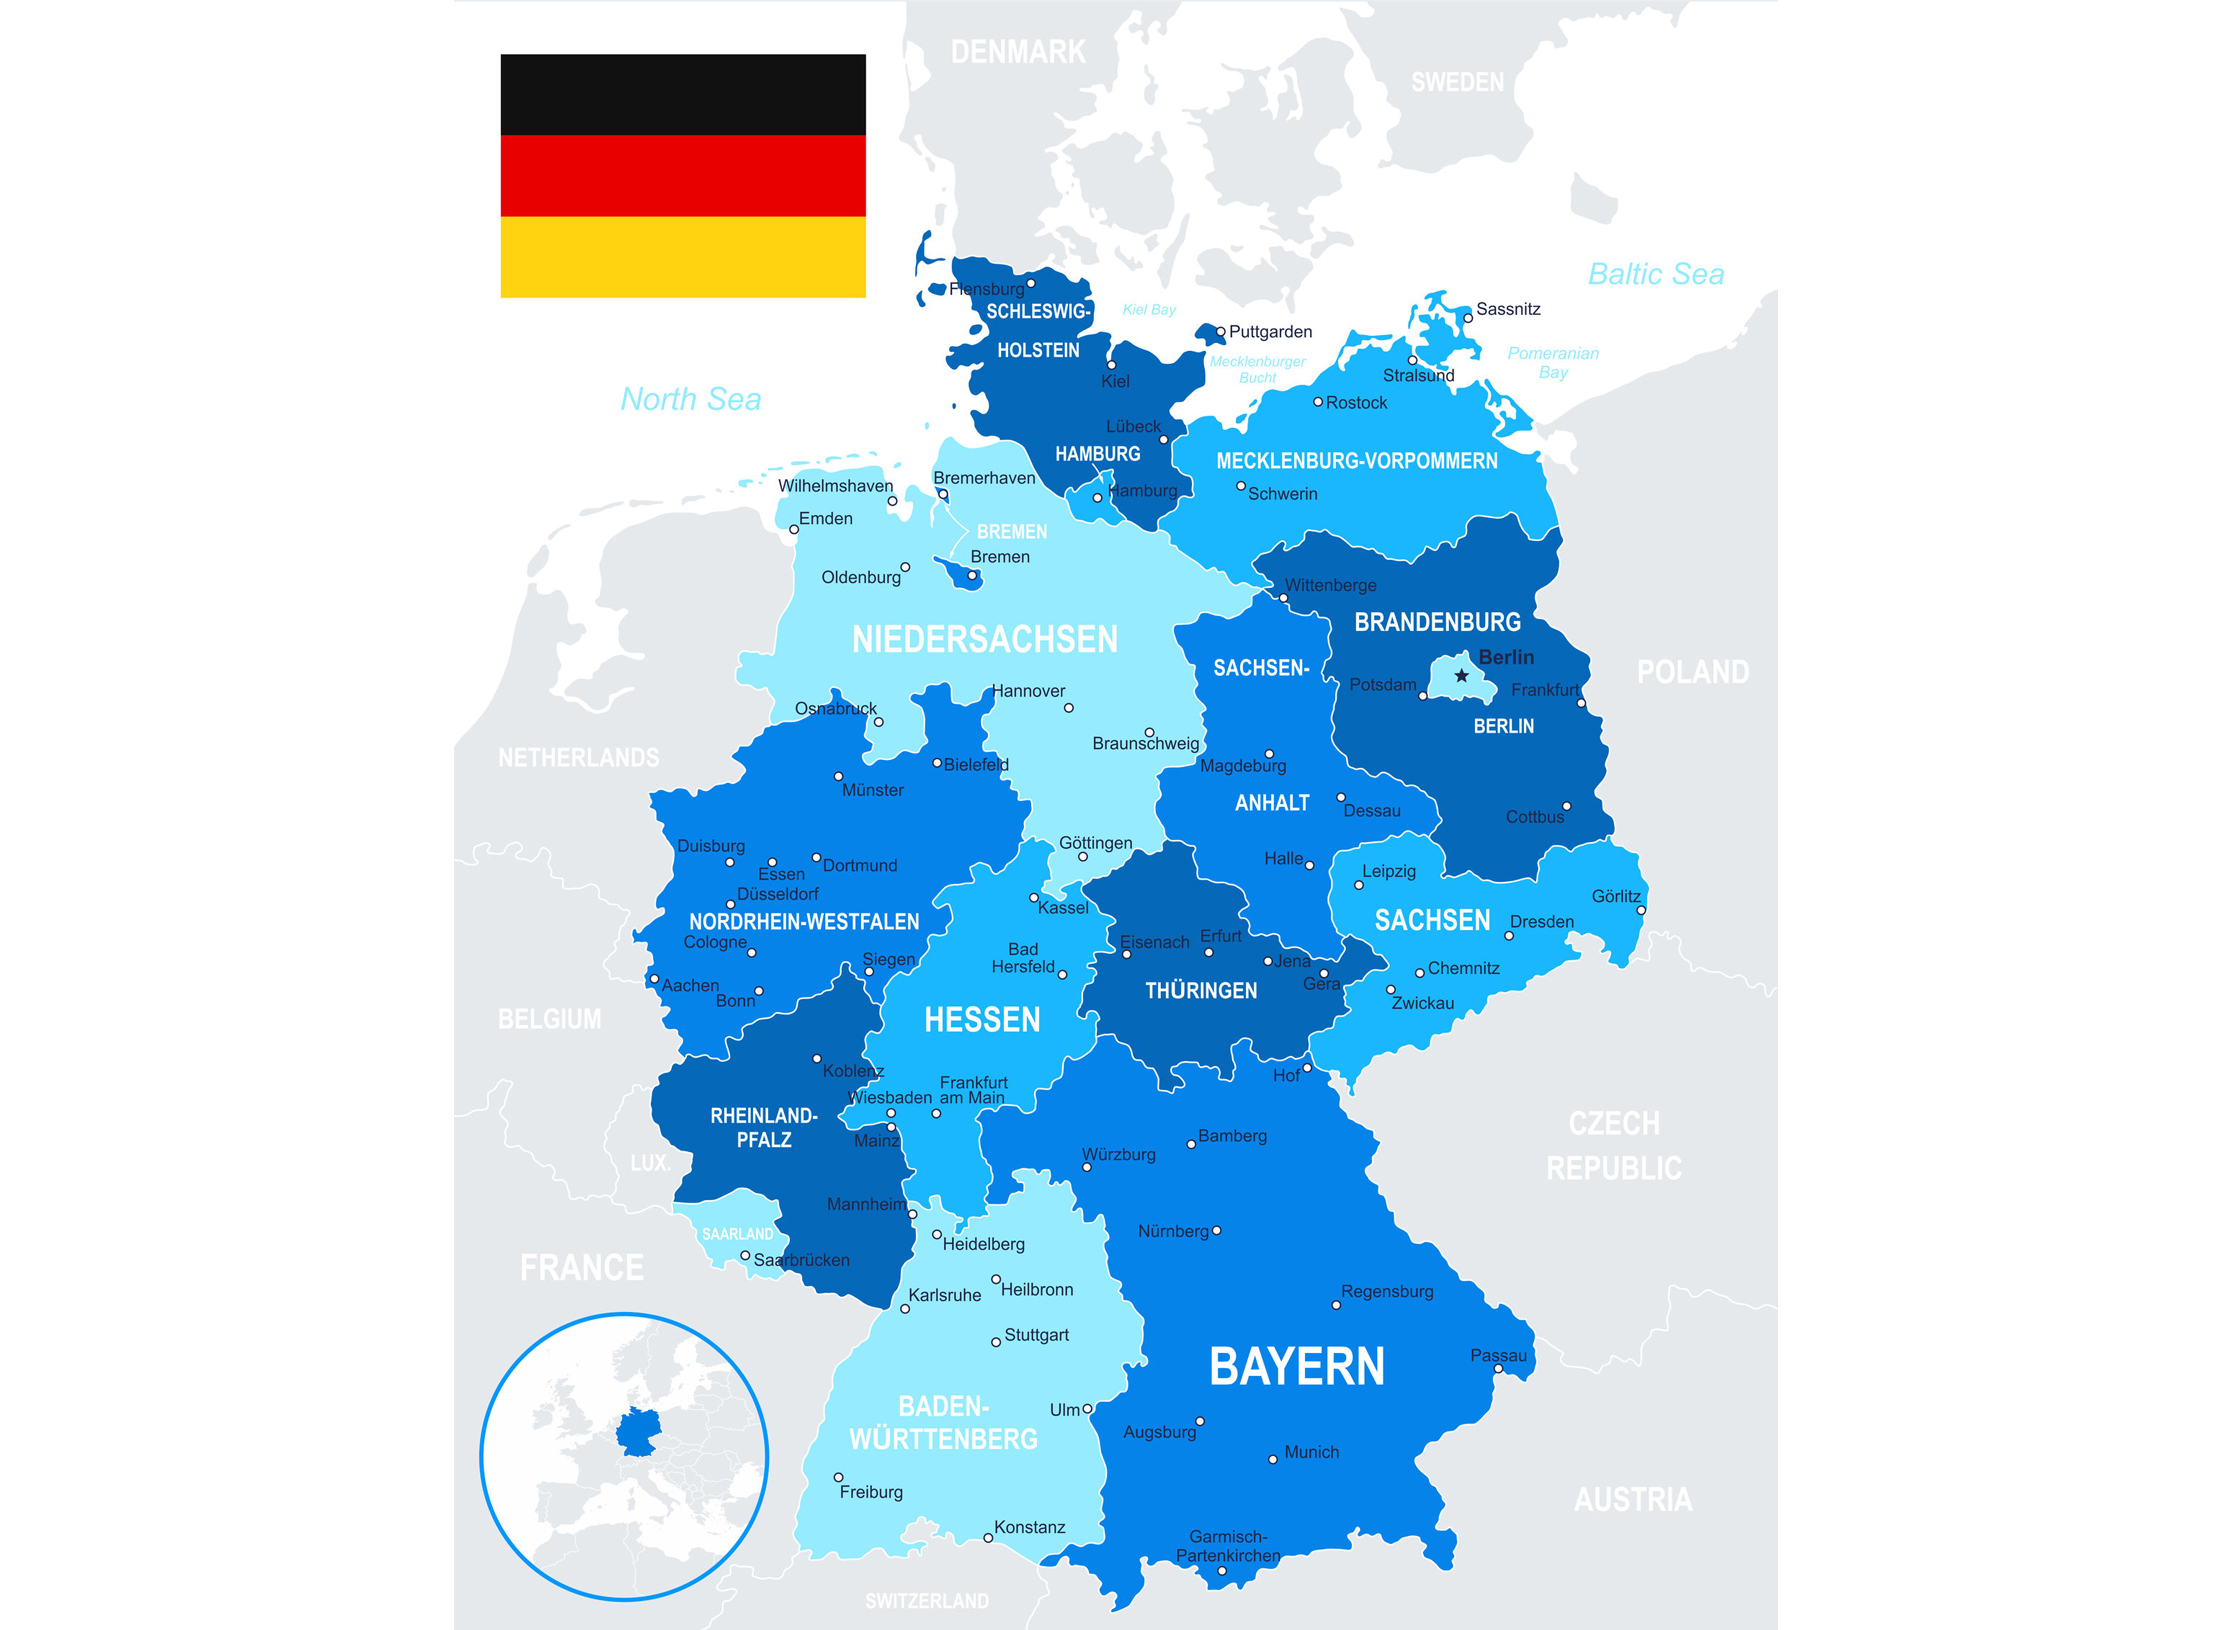 DENMARK
SWEDEN
Baltic Sea
Flensburg
SCHLESWIG-
HOLSTEIN
Kiel Bay
Puttgarden
Sassnitz
Mecklenburger
Bucht
Pomeranian
Bay
Kiel
Stralsund
North Sea
Rostock
Lübeck
HAMBURG
MECKLENBURG-VORPOMMERN
Wilhelmshaven
Bremerhaven
Hamburg
Schwerin
Emden
BREMEN
Bremen
Oldenburg
Wittenberge
BRANDENBURG
NIEDERSACHSEN
Berlin
SACHSEN-
POLAND
Potsdam
Frankfurt
Hannover
Osnabruck
BERLIN
Braunschweig
NETHERLANDS
Bielefeld
Magdeburg
Münster
ANHALT
Dessau
Cottbus
Duisburg
Göttingen
Essen
Dortmund
Halle
Leipzig
Düsseldorf
Görlitz
Kassel
NORDRHEIN-WESTFALEN
SACHSEN
Dresden
Cologne
Eisenach
Erfurt
Bad
Hersfeld
Siegen
Jena
Chemnitz
Aachen
Bonn
Gera
THÜRINGEN
Zwickau
BELGIUM
HESSEN
Koblenz
Hof
Frankfurt
am Main
Wiesbaden
RHEINLAND-
PFALZ
Mainz
CZECH
REPUBLIC
Bamberg
Würzburg
LUX.
Mannheim
SAARLAND
Nürnberg
Heidelberg
Saarbrücken
FRANCE
Heilbronn
Karlsruhe
Regensburg
Stuttgart
BAYERN
Passau
BADEN-
WÜRTTENBERG
Ulm
Augsburg
Munich
Freiburg
AUSTRIA
Konstanz
Garmisch-
Partenkirchen
SWITZERLAND